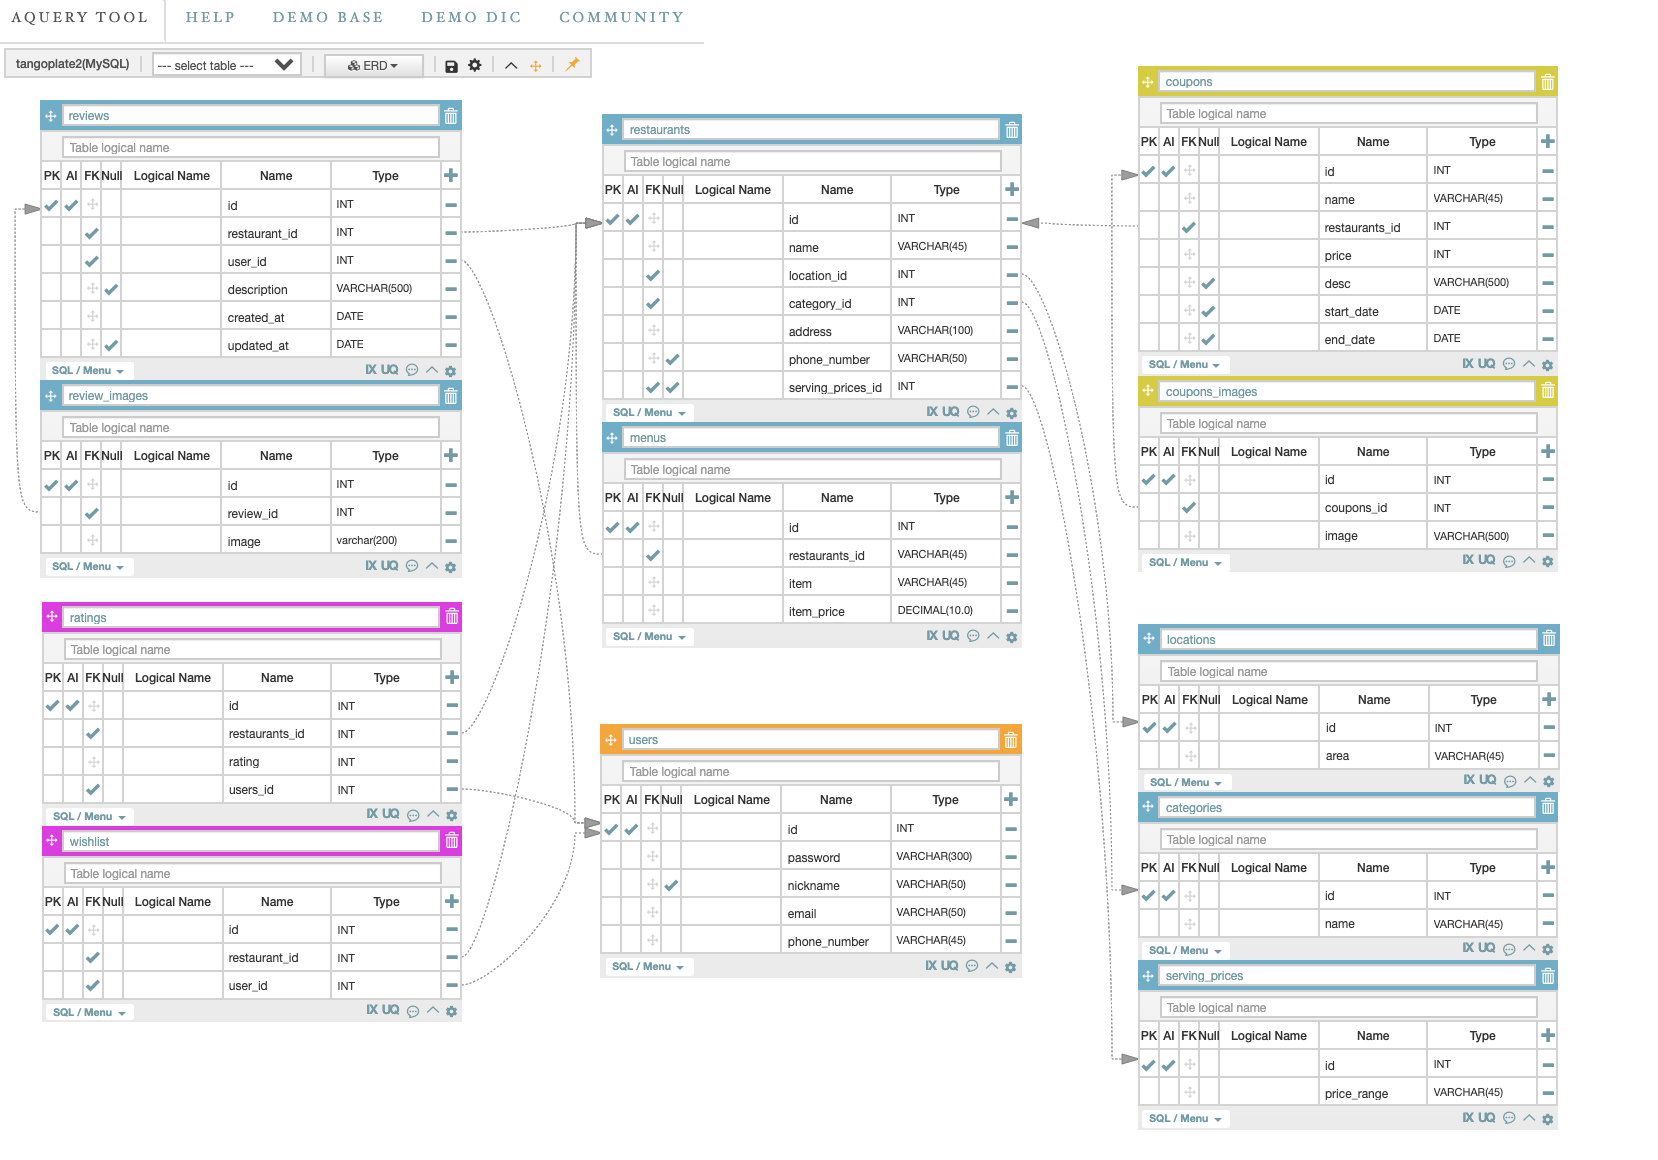 AQUERY TOOL HELP DEMO BASE DEMO DIC COMMUNITY
tangoplate2(MySQL) --- select table --- ERD
reviews
Table logical name
PK AI FK Null Logical Name Name Type
id INT
restaurant_id INT
user_id INT
description VARCHAR(500)
created_at DATE
updated_at DATE
SQL / Menu IX UQ
review_images
Table logical name
PK AI FK Null Logical Name Name Type
id INT
review_id INT
image varchar(200)
SQL / Menu IX UQ
ratings
Table logical name
PK AI FK Null Logical Name Name Type
id INT
restaurants_id INT
rating INT
users_id INT
SQL / Menu IX UQ
wishlist
Table logical name
PK AI FK Null Logical Name Name Type
id INT
restaurant_id INT
user_id INT
SQL / Menu IX UQ
restaurants
Table logical name
PK AI FK Null Logical Name Name Type
id INT
name VARCHAR(45)
location_id INT
category_id INT
address VARCHAR(100)
phone_number VARCHAR(50)
serving_prices_id INT
SQL / Menu IX UQ
menus
Table logical name
PK AI FK Null Logical Name Name Type
id INT
restaurants_id VARCHAR(45)
item VARCHAR(45)
item_price DECIMAL(10.0)
SQL / Menu IX UQ
users
Table logical name
PK AI FK Null Logical Name Name Type
id INT
password VARCHAR(300)
nickname VARCHAR(50)
email VARCHAR(50)
phone_number VARCHAR(45)
SQL / Menu IX UQ
coupons
Table logical name
PK AI FK Null Logical Name Name Type
id INT
name VARCHAR(45)
restaurants_id INT
price INT
desc VARCHAR(500)
start_date DATE
end_date DATE
SQL / Menu IX UQ
coupons_images
Table logical name
PK AI FK Null Logical Name Name Type
id INT
coupons_id INT
image VARCHAR(500)
SQL / Menu IX UQ
locations
Table logical name
PK AI FK Null Logical Name Name Type
id INT
area VARCHAR(45)
SQL / Menu IX UQ
categories
Table logical name
PK AI FK Null Logical Name Name Type
id INT
name VARCHAR(45)
SQL / Menu IX UQ
serving_prices
Table logical name
PK AI FK Null Logical Name Name Type
id INT
price_range VARCHAR(45)
SQL / Menu IX UQ